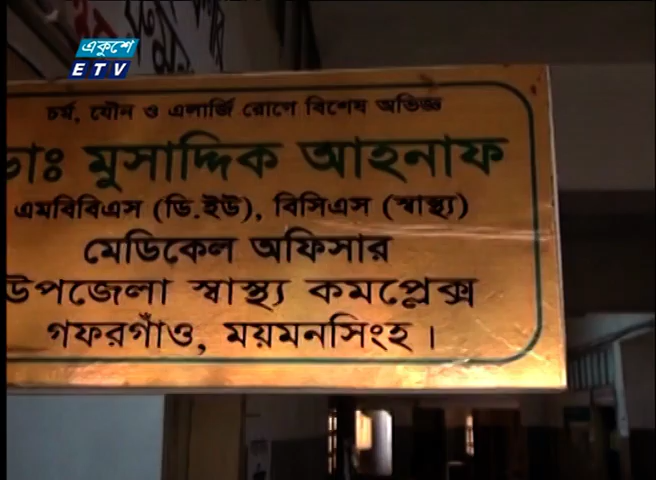 একুশে
ETV
চর্ম, যৌন ও এলার্জি রোগে বিশেষ অভিজ্ঞ
ডাঃ মুসাদ্দিক আহনাফ
এমবিবিএস (ডি.ইউ), বিসিএস (স্বাস্থ্য)
মেডিকেল অফিসার
উপজেলা স্বাস্থ্য কমপ্লেক্স
গফরগাঁও, ময়মনসিংহ।